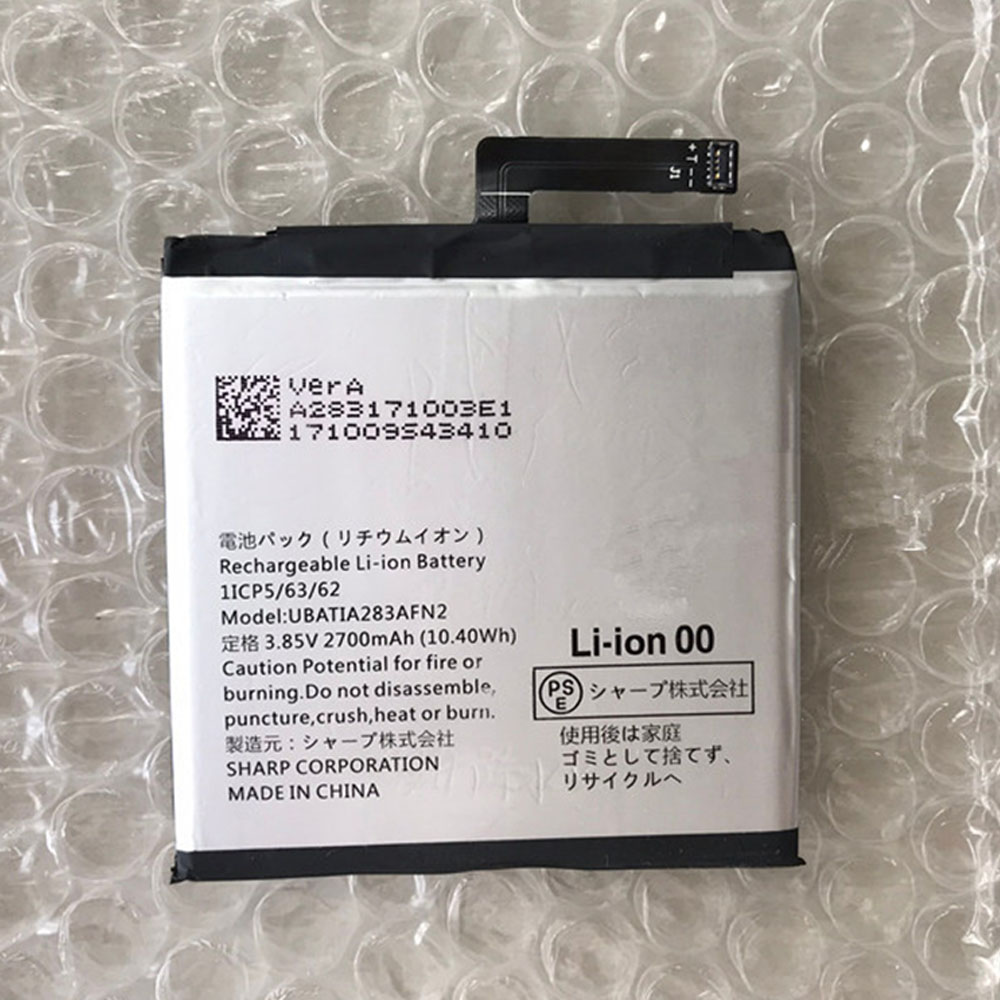 + T - -
J1
VerA
A283171003E1
171009S43410
電池パック（リチウムイオン）
Rechargeable Li-ion Battery
1ICP5/63/62
Model:UBATIA283AFN2
定格 3.85V 2700mAh (10.40Wh)
Caution Potential for fire or
burning.Do not disassemble,
puncture,crush,heat or burn.
製造元：シャープ株式会社
SHARP CORPORATION
MADE IN CHINA
Li-ion 00
PSE シャープ株式会社
使用後は家庭
ゴミとして捨てず、
リサイクルへ